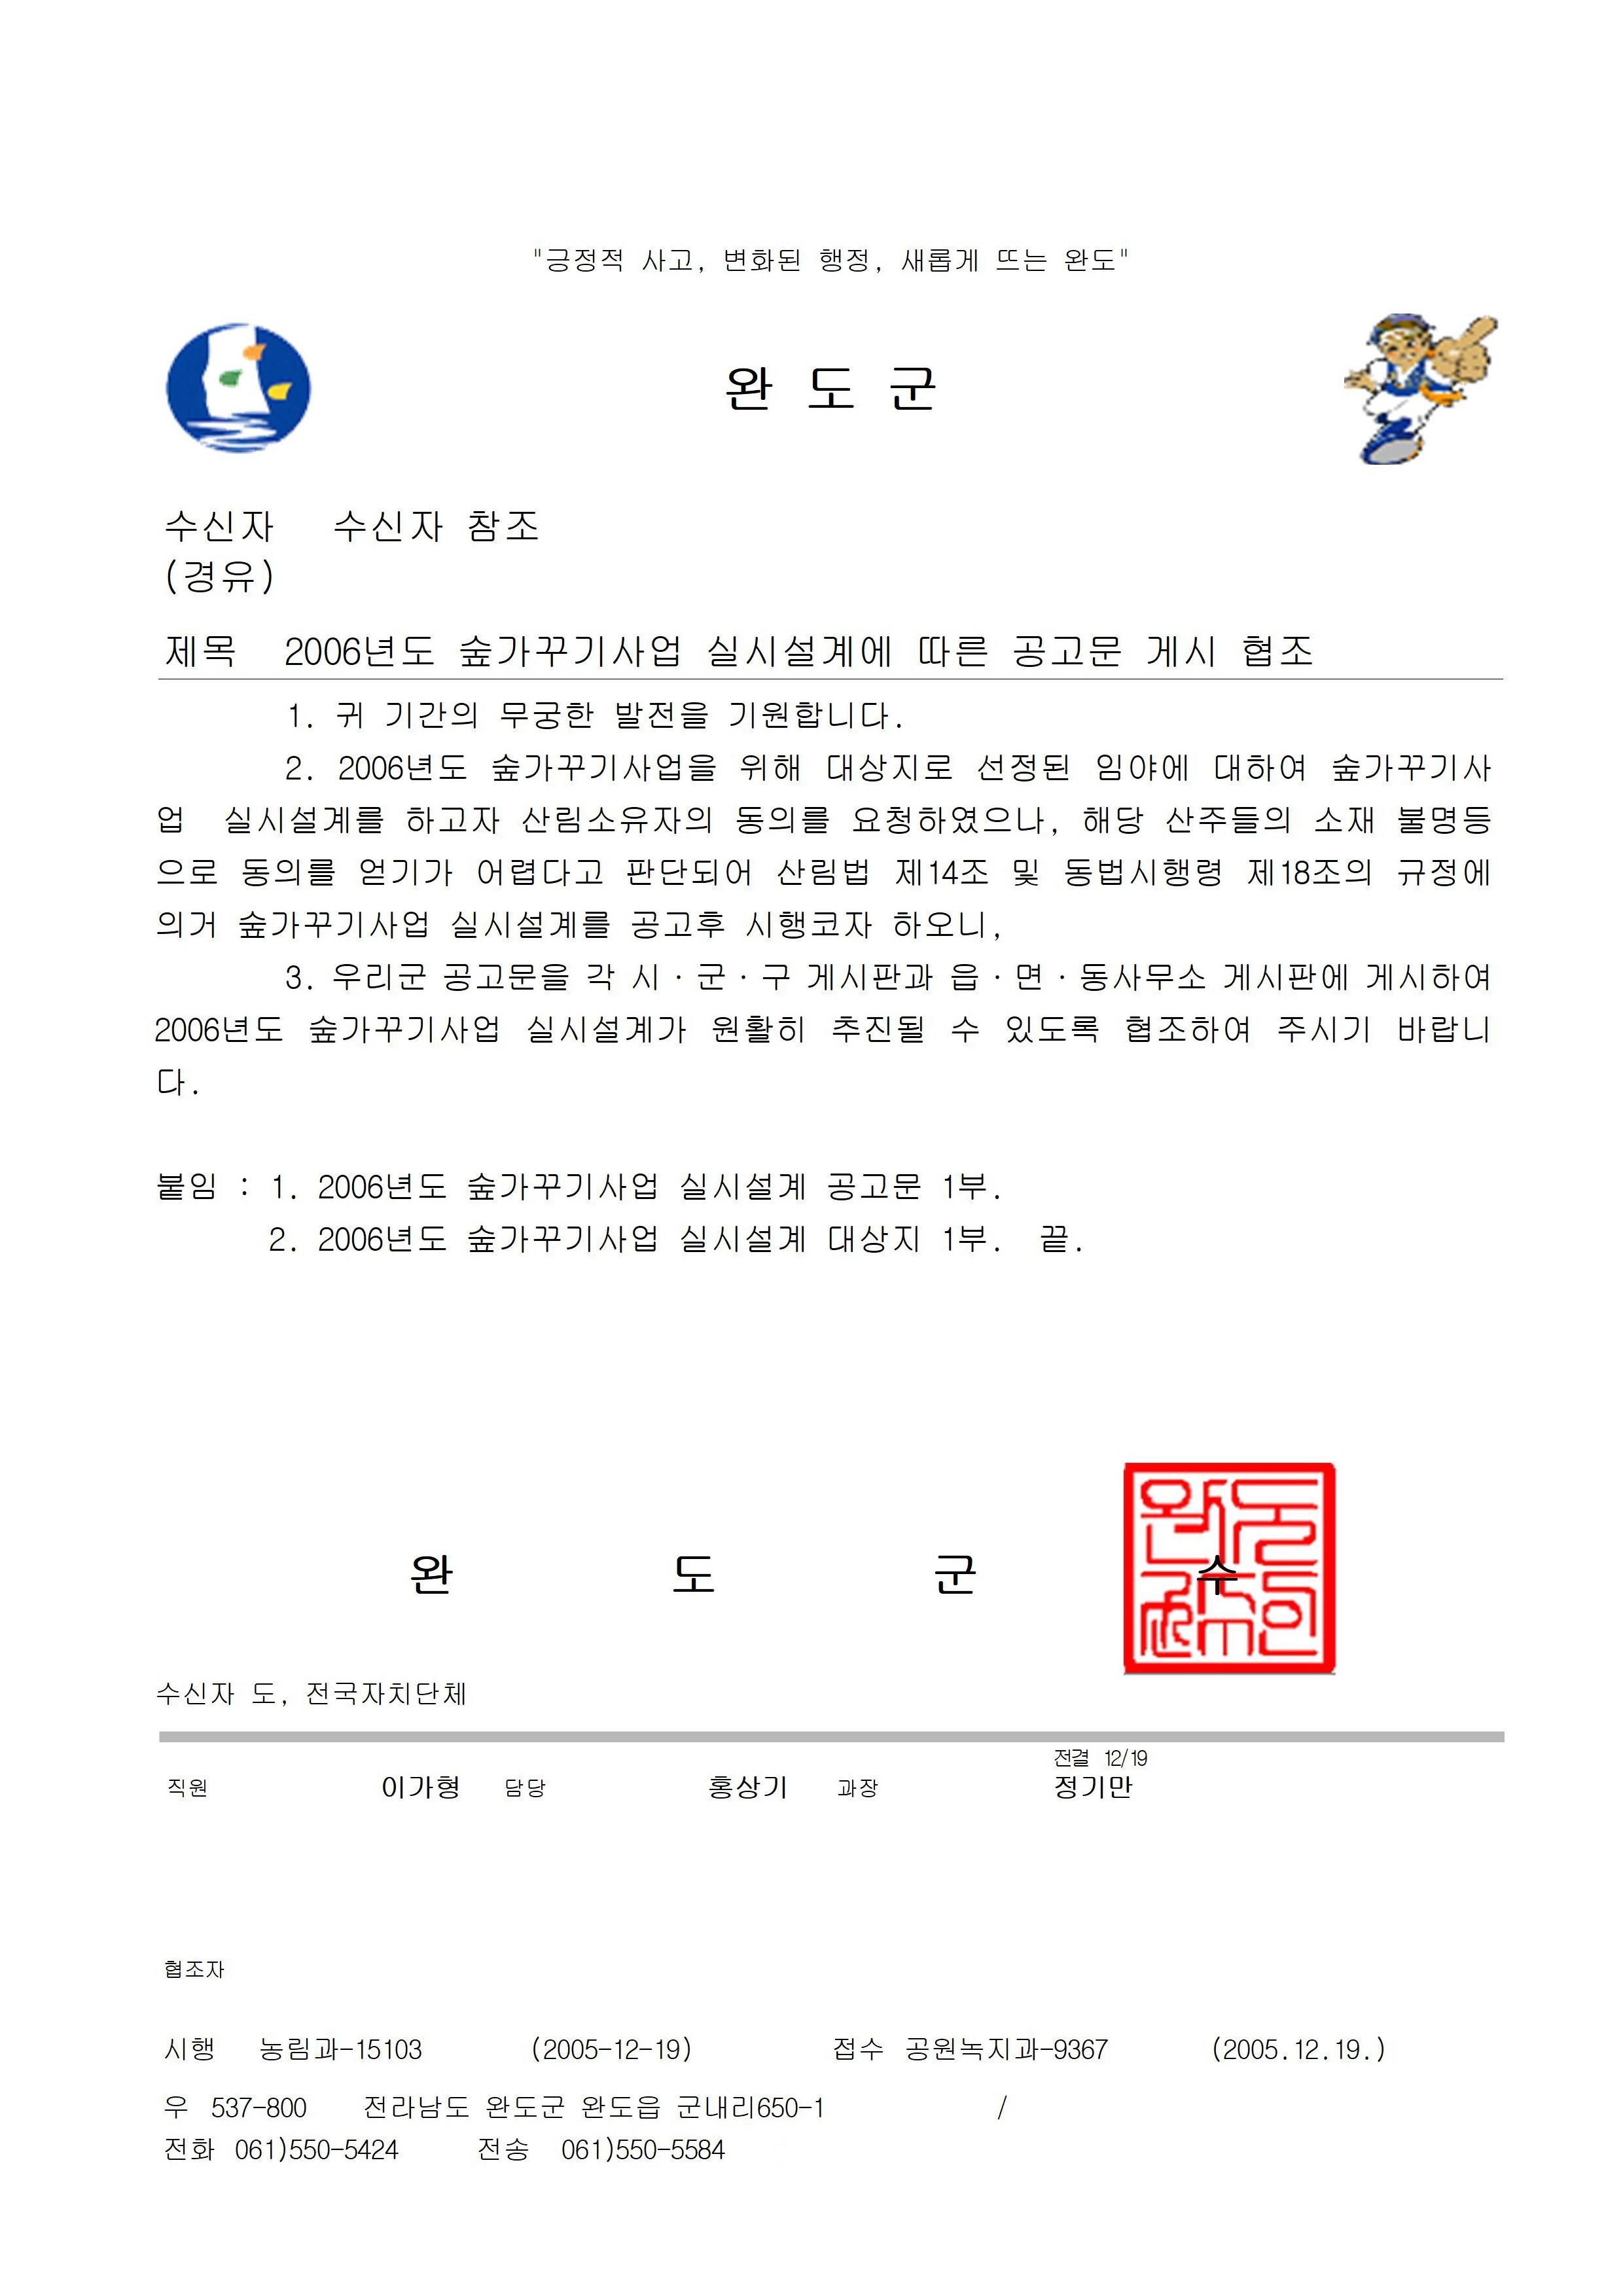 "긍정적 사고, 변화된 행정, 새롭게 뜨는 완도"
완 도 군
수신자 수신자 참조
(경유)
제목 2006년도 숲가꾸기사업 실시설계에 따른 공고문 게시 협조
1. 귀 기간의 무궁한 발전을 기원합니다.
2. 2006년도 숲가꾸기사업을 위해 대상지로 선정된 임야에 대하여 숲가꾸기사
업 실시설계를 하고자 산림소유자의 동의를 요청하였으나, 해당 산주들의 소재 불명등
으로 동의를 얻기가 어렵다고 판단되어 산림법 제14조 및 동법시행령 제18조의 규정에
의거 숲가꾸기사업 실시설계를 공고후 시행코자 하오니,
3. 우리군 공고문을 각 시·군·구 게시판과 읍·면·동사무소 게시판에 게시하여
2006년도 숲가꾸기사업 실시설계가 원활히 추진될 수 있도록 협조하여 주시기 바랍니
다.
붙임 : 1. 2006년도 숲가꾸기사업 실시설계 공고문 1부.
2. 2006년도 숲가꾸기사업 실시설계 대상지 1부. 끝.
완 도 군 수
완도
군수인
수신자 도, 전국자치단체
전결 12/19
직원 이가형 담당 홍상기 과장 정기만
협조자
시행 농림과-15103 (2005-12-19) 접수 공원녹지과-9367 (2005.12.19.)
우 537-800 전라남도 완도군 완도읍 군내리650-1 /
전화 061)550-5424 전송 061)550-5584